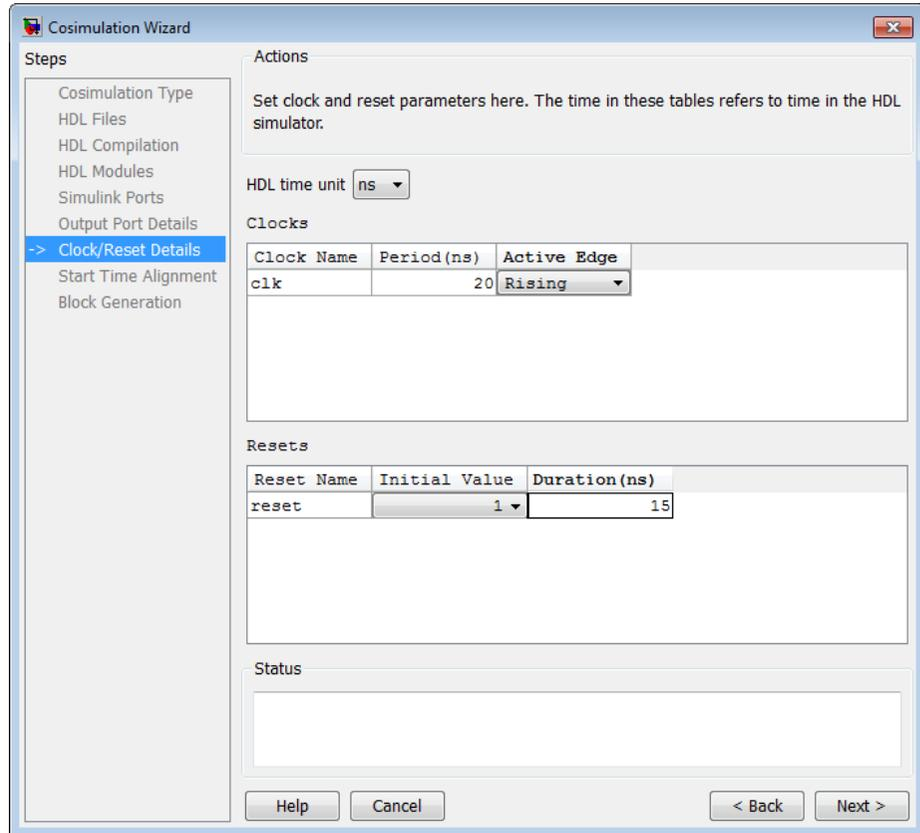 Cosimulation Wizard
Steps
Cosimulation Type
HDL Files
HDL Compilation
HDL Modules
Simulink Ports
Output Port Details
-> Clock/Reset Details
Start Time Alignment
Block Generation
Actions
Set clock and reset parameters here. The time in these tables refers to time in the HDL
simulator.
HDL time unit ns
Clocks
Clock Name Period(ns) Active Edge
clk 20 Rising
Resets
Reset Name Initial Value Duration(ns)
reset 1 15
Status
Help Cancel < Back Next >